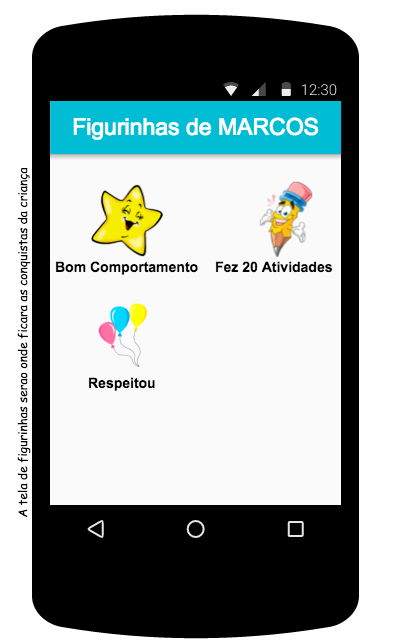 12:30
Figurinhas de MARCOS
Bom Comportamento
Fez 20 Atividades
Respeitou
A tela de figurinhas serao onde ficara as conquistas da criança